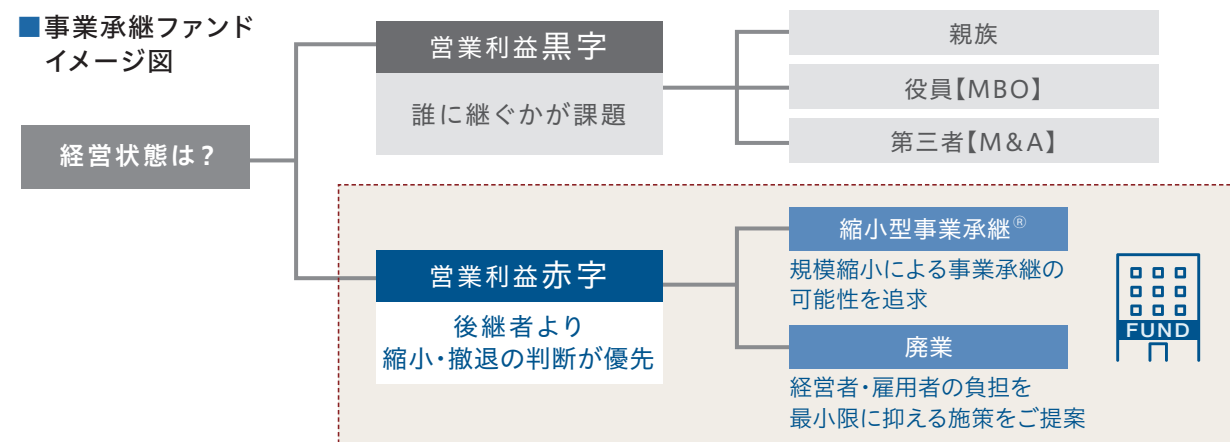 ■事業承継ファンド
イメージ図
経営状態は？
営業利益黒字
誰に継ぐかが課題
親族
役員【MBO】
第三者【M＆A】
営業利益赤字
後継者より
縮小・撤退の判断が優先
縮小型事業承継®
規模縮小による事業承継の
可能性を追求
廃業
経営者・雇用者の負担を
最小限に抑える施策をご提案
FUND